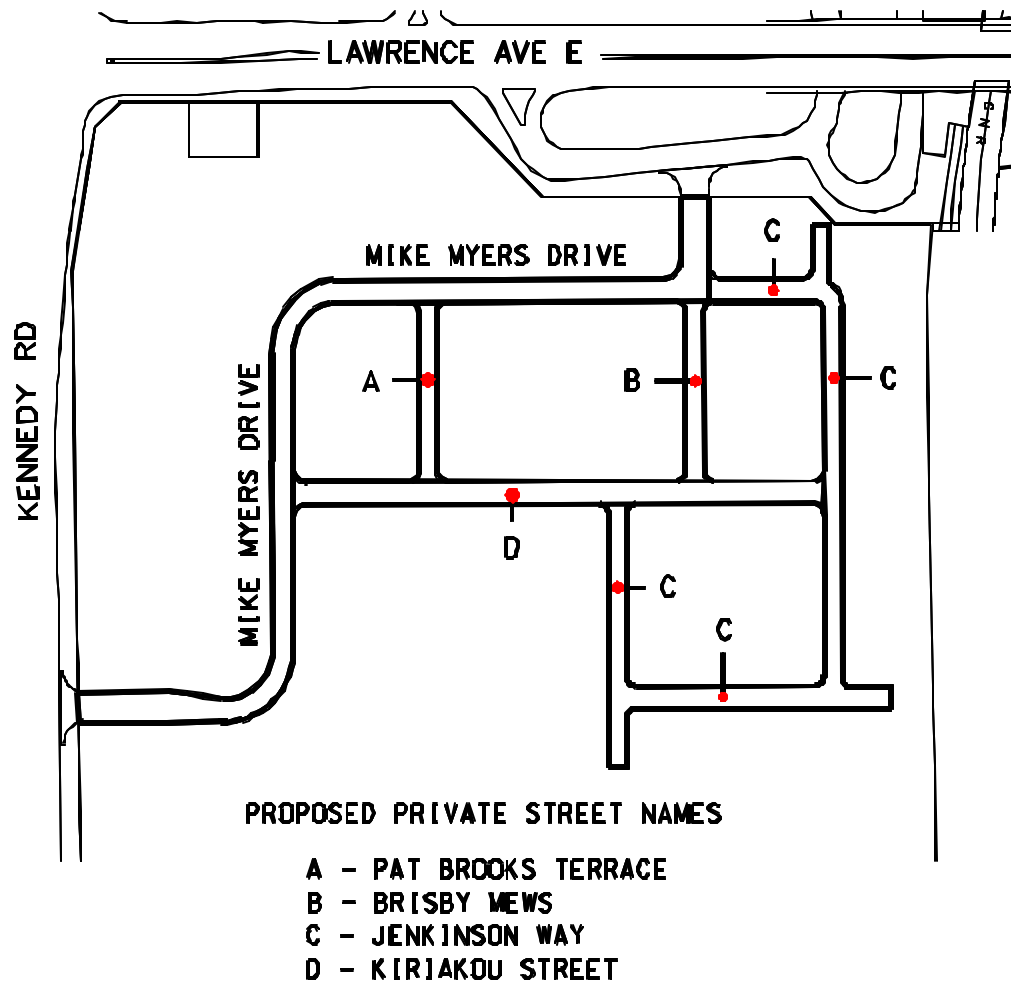 LAWRENCE AVE E
CNR
C
MIKE MYERS DRIVE
KENNEDY RD
MIKE MYERS DRIVE
A
B
C
D
C
C
PROPOSED PRIVATE STREET NAMES
A - PAT BROOKS TERRACE
B - BRISBY MEWS
C - JENKINSON WAY
D - KIRIAKOU STREET